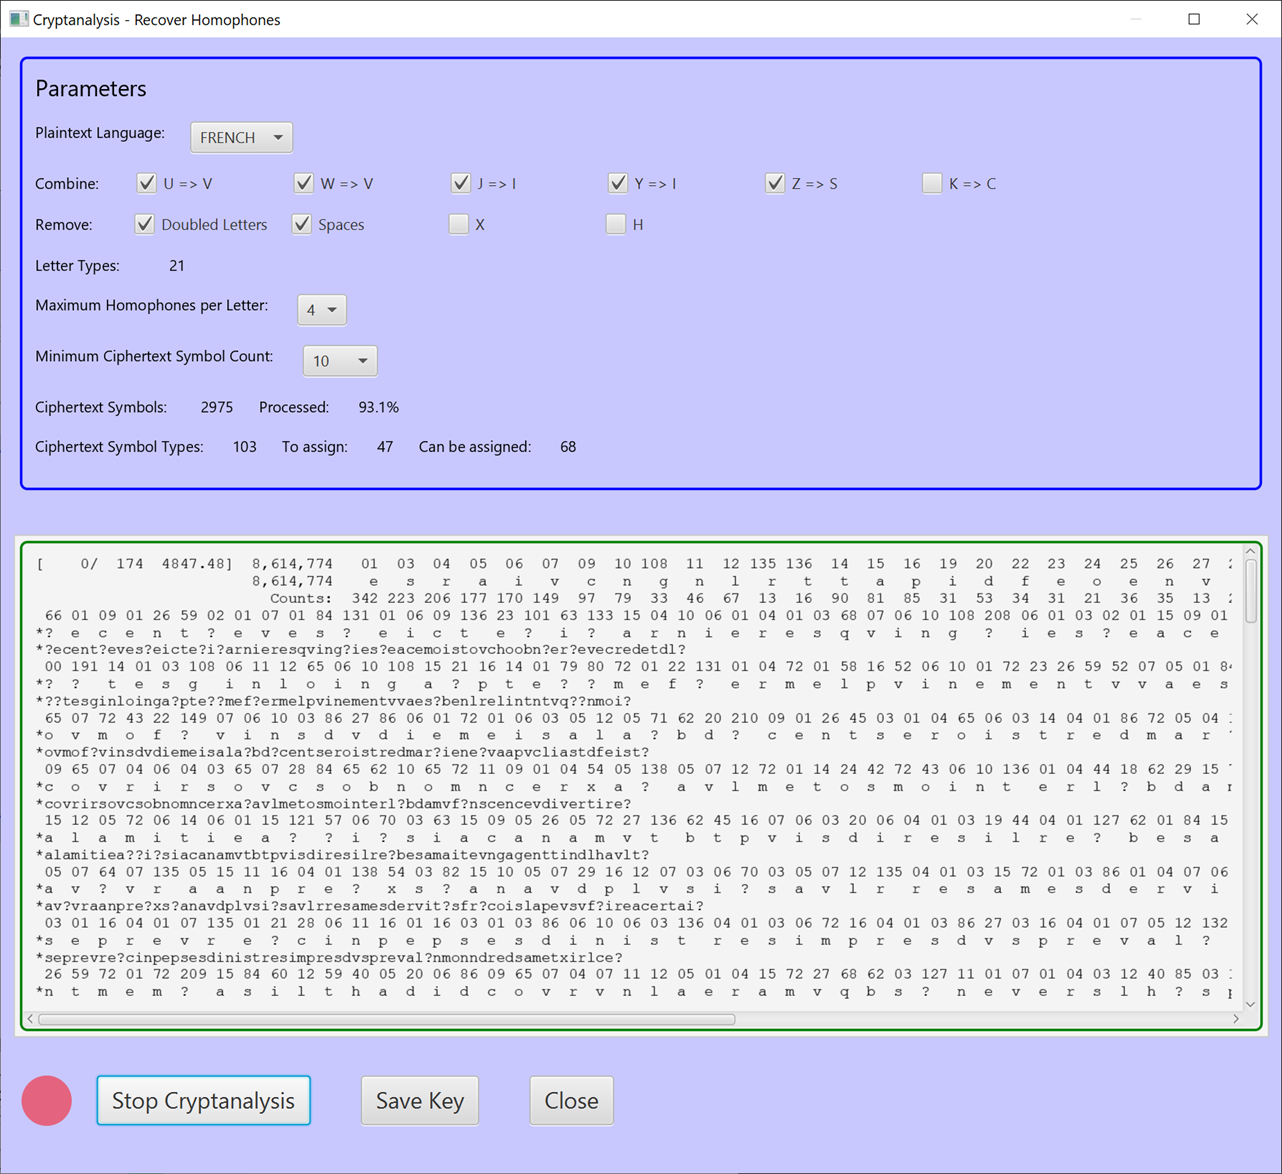 Cryptanalysis - Recover Homophones
Parameters
Plaintext Language: FRENCH
Combine: U => V W => V J => I Y => I Z => S K => C
Remove: Doubled Letters Spaces X H
Letter Types: 21
Maximum Homophones per Letter: 4
Minimum Ciphertext Symbol Count: 10
Ciphertext Symbols: 2975 Processed: 93.1%
Ciphertext Symbol Types: 103 To assign: 47 Can be assigned: 68
[ 0/ 174 4847.48] 8,614,774 01 03 04 05 06 07 09 10 108 11 12 135 136 14 15 16 19 20 22 23 24 25 26 27
8,614,774 e s r a i v c n g n l r t t a p i d f e o e n v
Counts: 342 223 206 177 170 149 97 79 33 46 67 13 16 90 81 85 31 53 34 31 21 36 35 13
66 01 09 01 26 59 02 01 07 01 84 131 01 06 09 136 23 101 63 133 15 04 10 06 01 04 01 03 68 07 06 10 108 208 06 01 03 02 01 15 09 01
*? e c e n t ? e v e s ? e i c t e ? i ? a r n i e r e s q v i n g ? i e s ? e a c e
*?ecent?eves?eicte?i?arnieresqving?ies?eacemoistovchoobn?er?evecredetdl?
00 191 14 01 03 108 06 11 12 65 06 10 108 15 21 16 14 01 79 80 72 01 22 131 01 04 72 01 58 16 52 06 10 01 72 23 26 59 52 07 05 01 84
*? ? t e s g i n l o i n g a ? p t e ? ? m e f ? e r m e l p v i n e m e n t v v a e s
*??tesginloinga?pte??mef?ermelpvinementvvaes?benlrelintntvq??nmoi?
65 07 72 43 22 149 07 06 10 03 86 27 86 06 01 72 01 06 03 05 12 05 71 62 20 210 09 01 26 45 03 01 04 65 06 03 14 04 01 86 72 05 04
*o v m o f ? v i n s d v d i e m e i s a l a ? b d ? c e n t s e r o i s t r e d m a r
*ovmof?vinsdvdiemeisala?bd?centseroistredmar?iene?vaapvcliastdfeist?
09 65 07 04 06 04 03 65 07 28 84 65 62 10 65 72 11 09 01 04 54 05 138 05 07 12 72 01 14 24 42 72 43 06 10 136 01 04 44 18 62 29 15
*c o v r i r s o v c s o b n o m n c e r x a ? a v l m e t o s m o i n t e r l ? b d a
*covrirsovcsobnomncerxa?avlmetosmointerl?bdamvf?nscencevdivertire?
15 12 05 72 06 14 06 01 15 121 57 06 70 03 63 15 09 05 26 05 72 27 136 62 45 16 07 06 03 20 06 04 01 03 19 44 04 01 127 62 01 84 15
*a l a m i t i e a ? ? i ? s i a c a n a m v t b t p v i s d i r e s i l r e ? b e s a
*alamitiea??i?siacanamvtbtpvisdiresilre?besamaitevngagenttindlhavlt?
05 07 64 07 135 05 15 11 16 04 01 138 54 03 82 15 10 05 07 29 16 12 07 03 06 70 03 05 07 12 135 04 01 03 15 72 01 03 86 01 04 07 06
*a v ? v r a a n p r e ? x s ? a n a v d p l v s i ? s a v l r r e s a m e s d e r v i
*av?vraanpre?xs?anavdplvsi?savlrresamesdervit?sfr?coislapevsvf?ireacertai?
03 01 16 04 01 07 135 01 21 28 06 11 16 01 16 03 01 03 86 06 10 06 03 136 04 01 03 06 72 16 04 01 03 86 27 03 16 04 01 07 05 12 132
*s e p r e v r e ? c i n p e p s e s d i n i s t r e s i m p r e s d v s p r e v a l ?
*seprevre?cinpepsesdinistresimpresdvspreval?nmonndredsametxirlce?
26 59 72 01 72 209 15 84 60 12 59 40 05 20 06 86 09 65 07 04 07 11 12 05 01 04 15 72 27 68 62 03 127 11 01 07 01 04 03 12 40 85 03
*n t m e m ? a s i l t h a d i d c o v r v n l a e r a m v q b s ? n e v e r s l h ? s
Stop Cryptanalysis
Save Key
Close